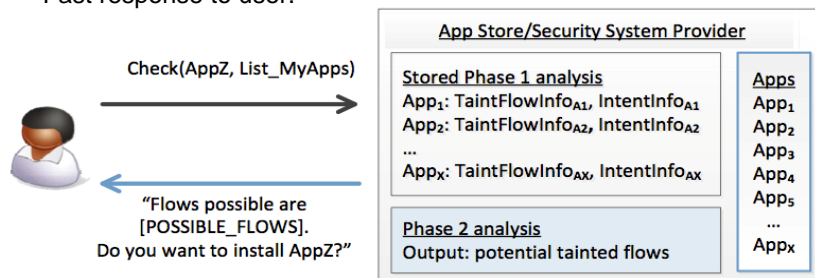 Fast response to user.
App Store/Security System Provider
Check(AppZ, List_MyApps)
Stored Phase 1 analysis
App1: TaintFlowInfoA1, IntentInfoA1
App2: TaintFlowInfoA2, IntentInfoA2
...
AppX: TaintFlowInfoAX, IntentInfoAX
Apps
App1
App2
App3
App4
App5
...
AppX
“Flows possible are
[POSSIBLE_FLOWS].
Do you want to install AppZ?”
Phase 2 analysis
Output: potential tainted flows